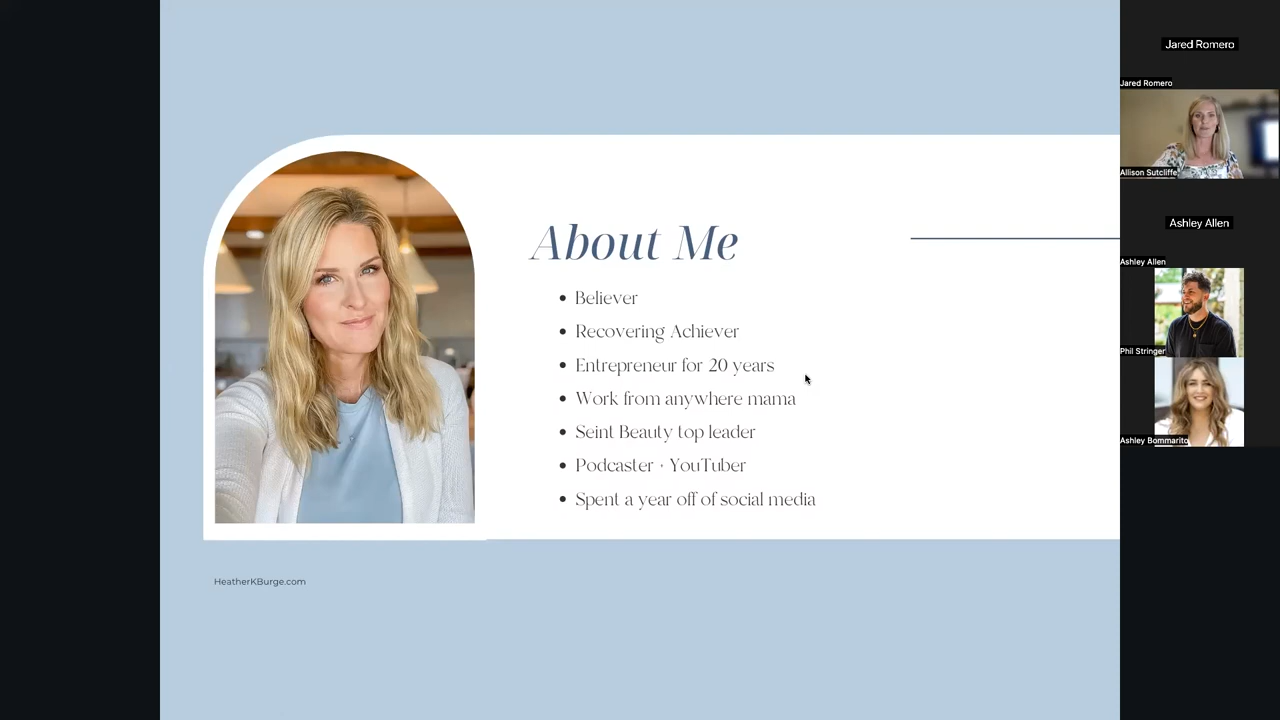 About Me
Believer
Recovering Achiever
Entrepreneur for 20 years
Work from anywhere mama
Seint Beauty top leader
Podcaster + YouTuber
Spent a year off of social media
HeatherKBurge.com
Jared Romero
Jared Romero
Allison Sutcliffe
Ashley Allen
Ashley Allen
Phil Stringer
Ashley Bommarito